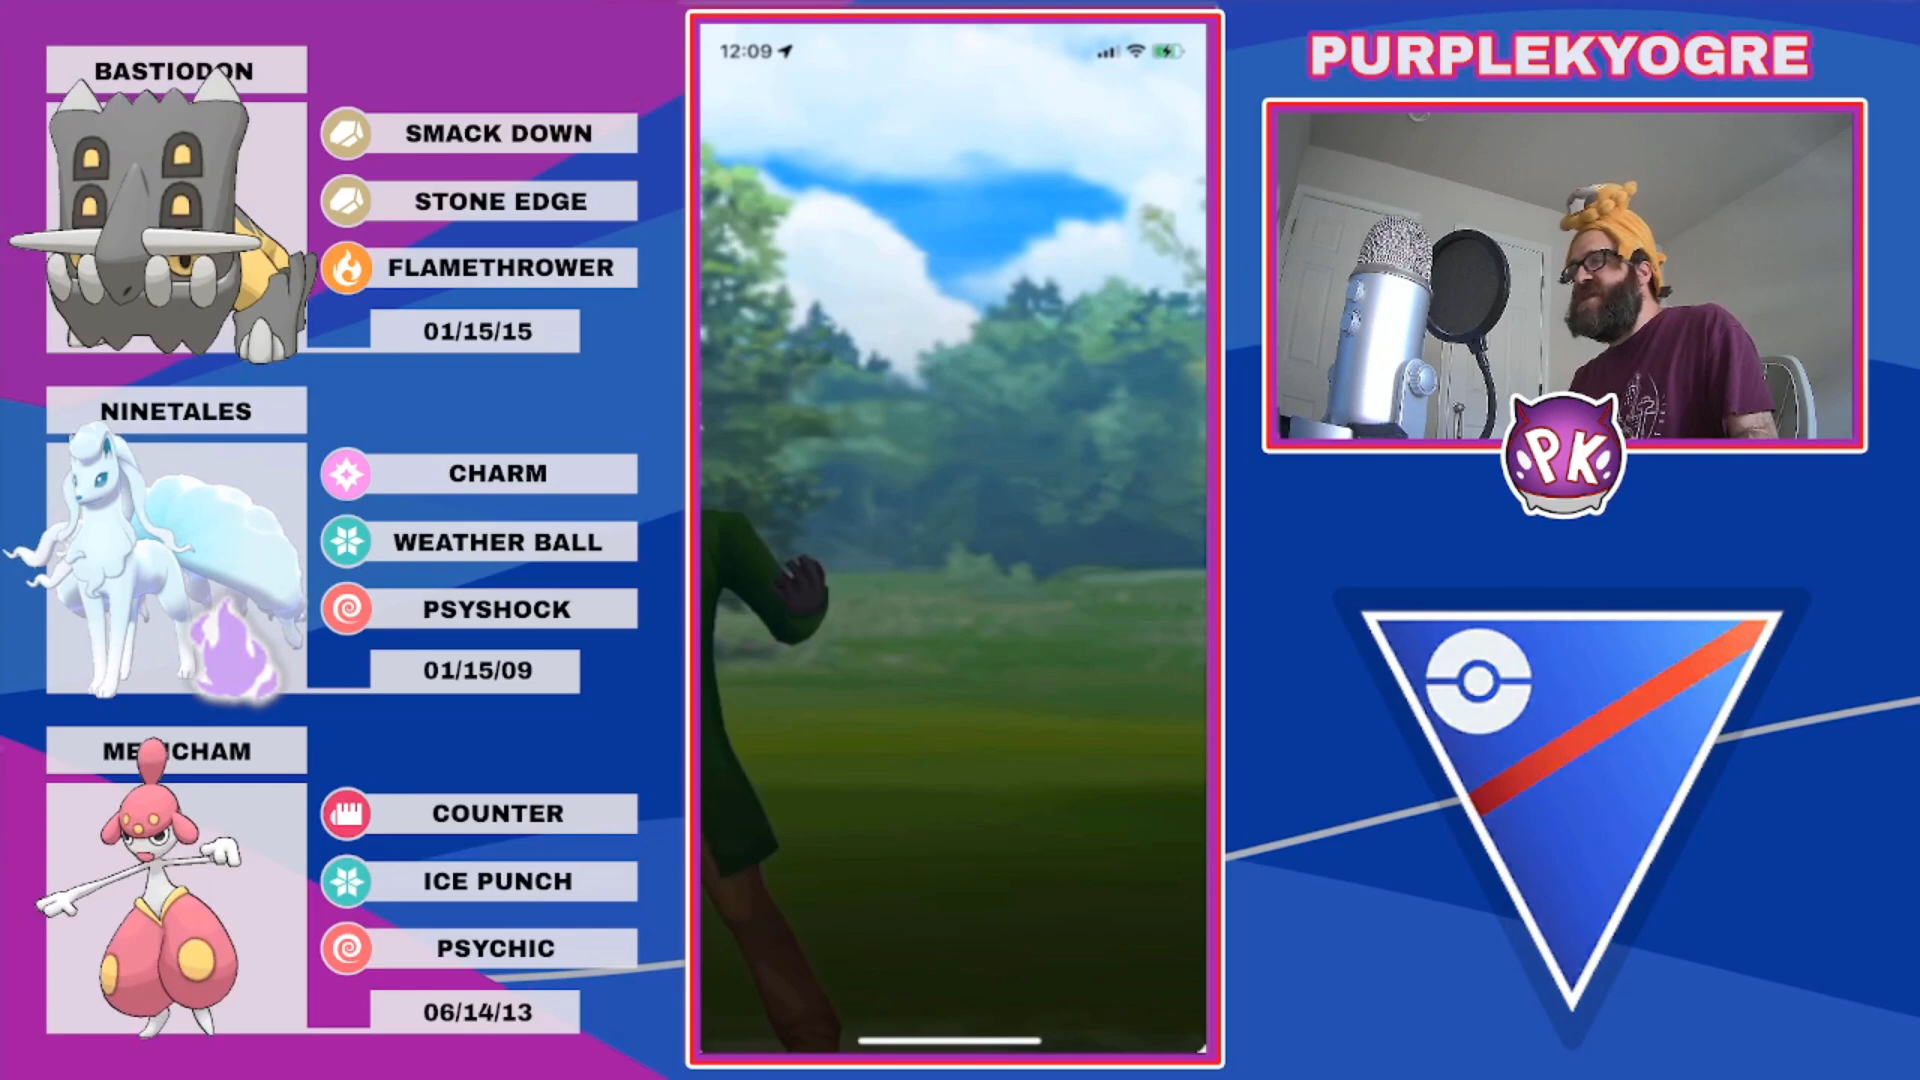 BASTIODON
SMACK DOWN
STONE EDGE
FLAMETHROWER
01/15/15
NINETALES
CHARM
WEATHER BALL
PSYSHOCK
01/15/09
CHAM
COUNTER
ICE PUNCH
PSYCHIC
06/14/13
12:09
PURPLEKYOGRE
PK